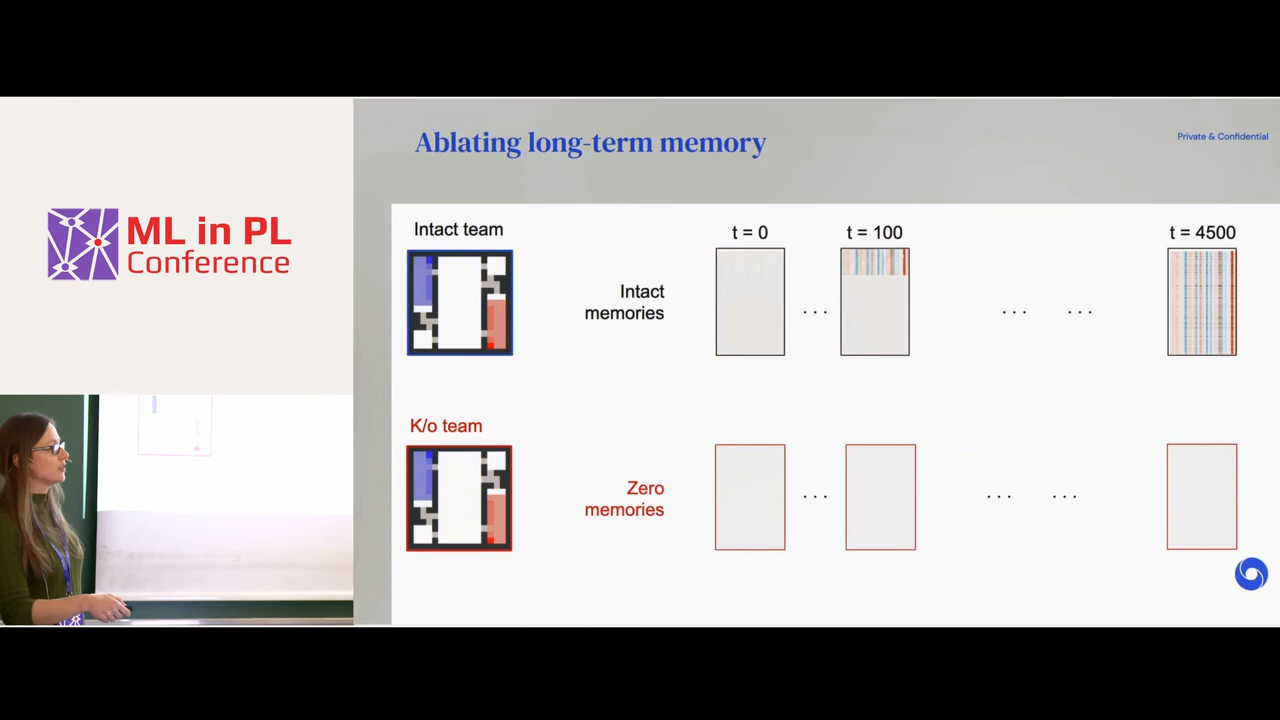 ML in PL
Conference
Ablating long-term memory
Private & Confidential
Intact team
t = 0
t = 100
t = 4500
Intact
memories
. . .
. . .
. . .
K/o team
Zero
memories
. . .
. . .
. . .